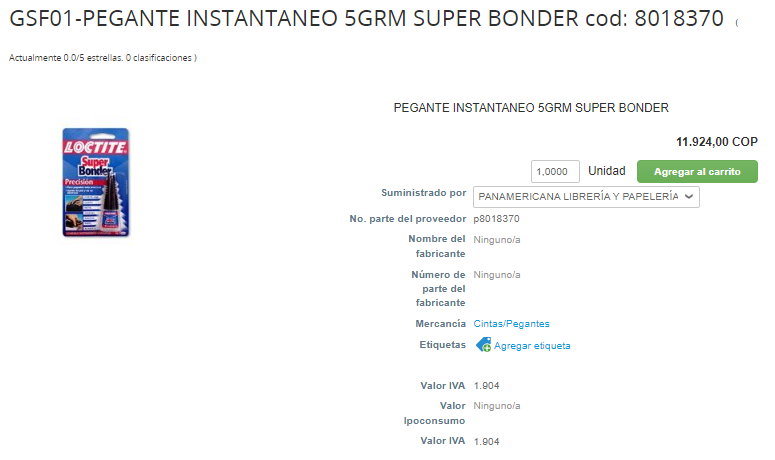 GSF01-PEGANTE INSTANTANEO 5GRM SUPER BONDER cod: 8018370 (
Actualmente 0.0/5 estrellas. 0 clasificaciones )
PEGANTE INSTANTANEO 5GRM SUPER BONDER
11.924,00 COP
1,0000 Unidad Agregar al carrito
LOCTITE
Super
Bonder
Precisión
Suministrado por PANAMERICANA LIBRERÍA Y PAPELERÍA
No. parte del proveedor p8018370
Nombre del
fabricante Ninguno/a
Número de
parte del
fabricante Ninguno/a
Mercancía Cintas/Pegantes
Etiquetas Agregar etiqueta
Valor IVA 1.904
Valor
Ipoconsumo Ninguno/a
Valor IVA 1.904